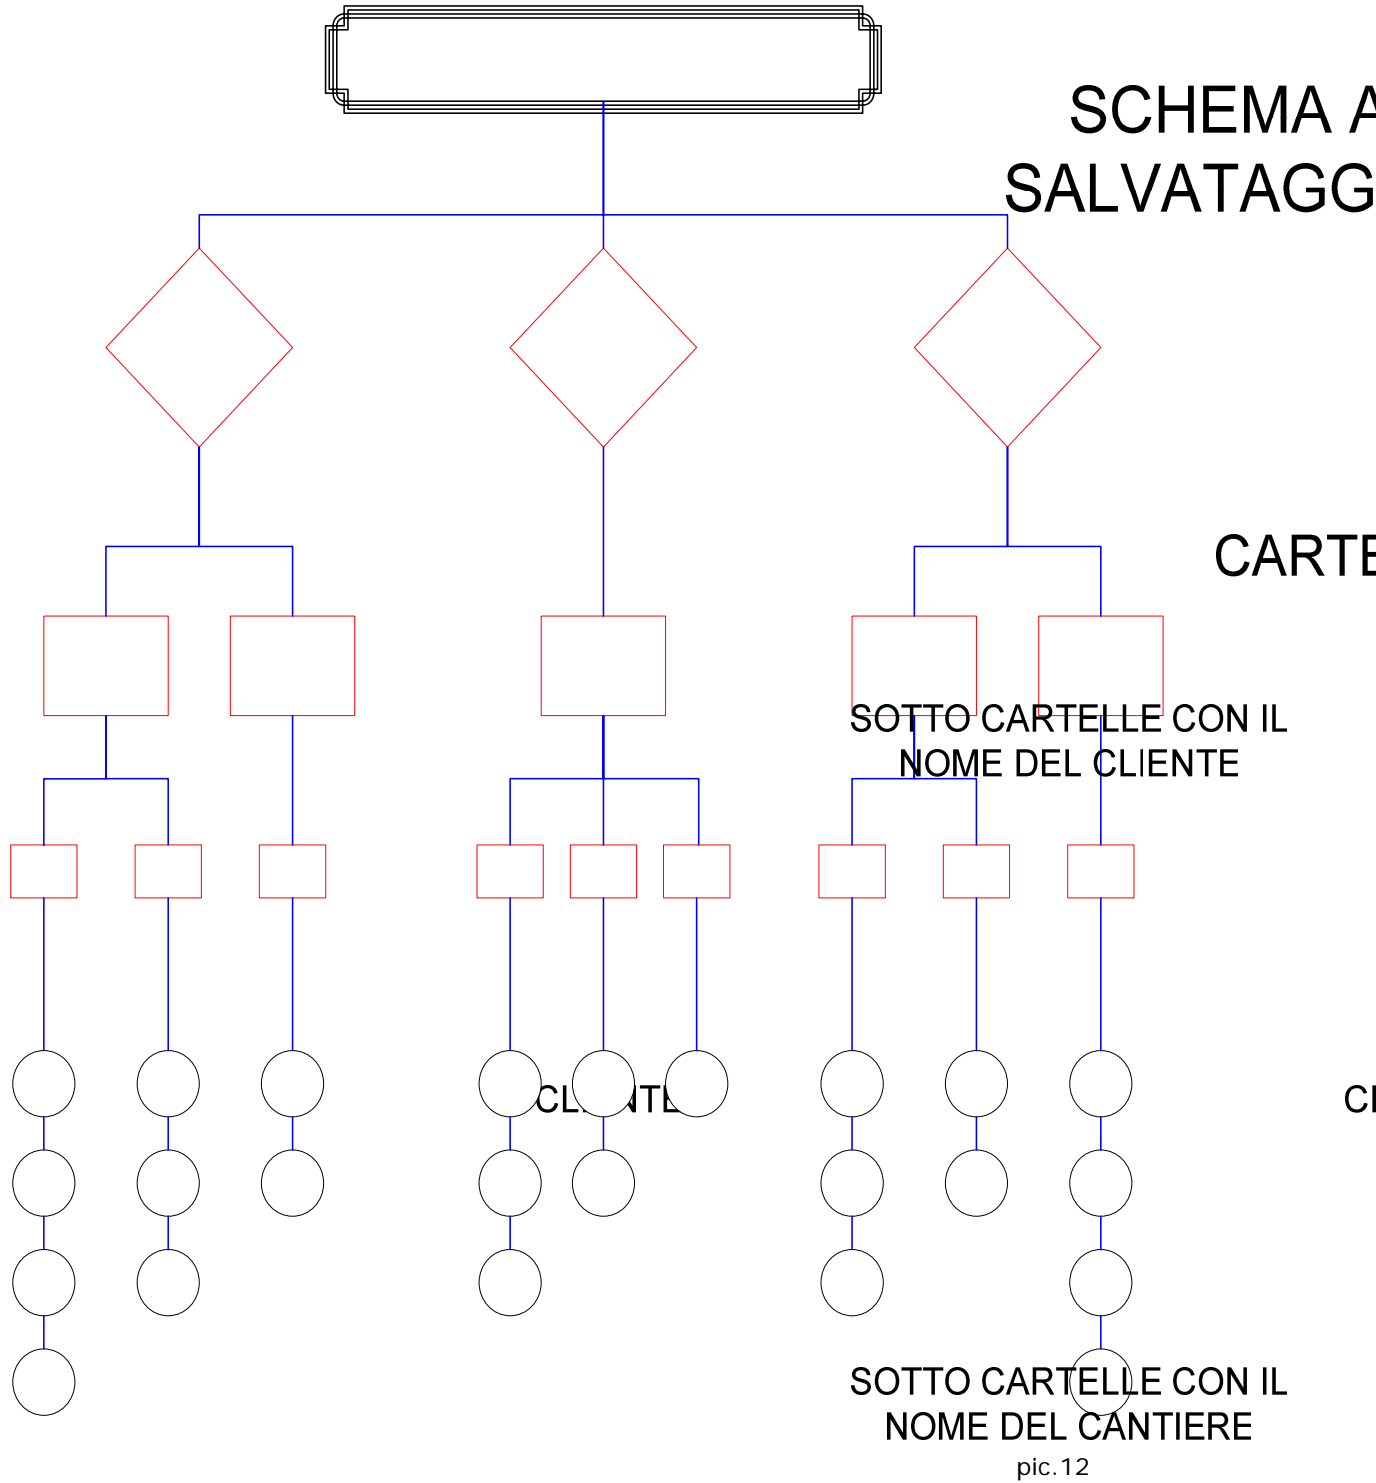 SCHEMA A
SALVATAGG
CARTE
SOTTO CARTELLE CON IL
NOME DEL CLIENTE
SOTTO CARTELLE CON IL
NOME DEL CANTIERE
pic.12